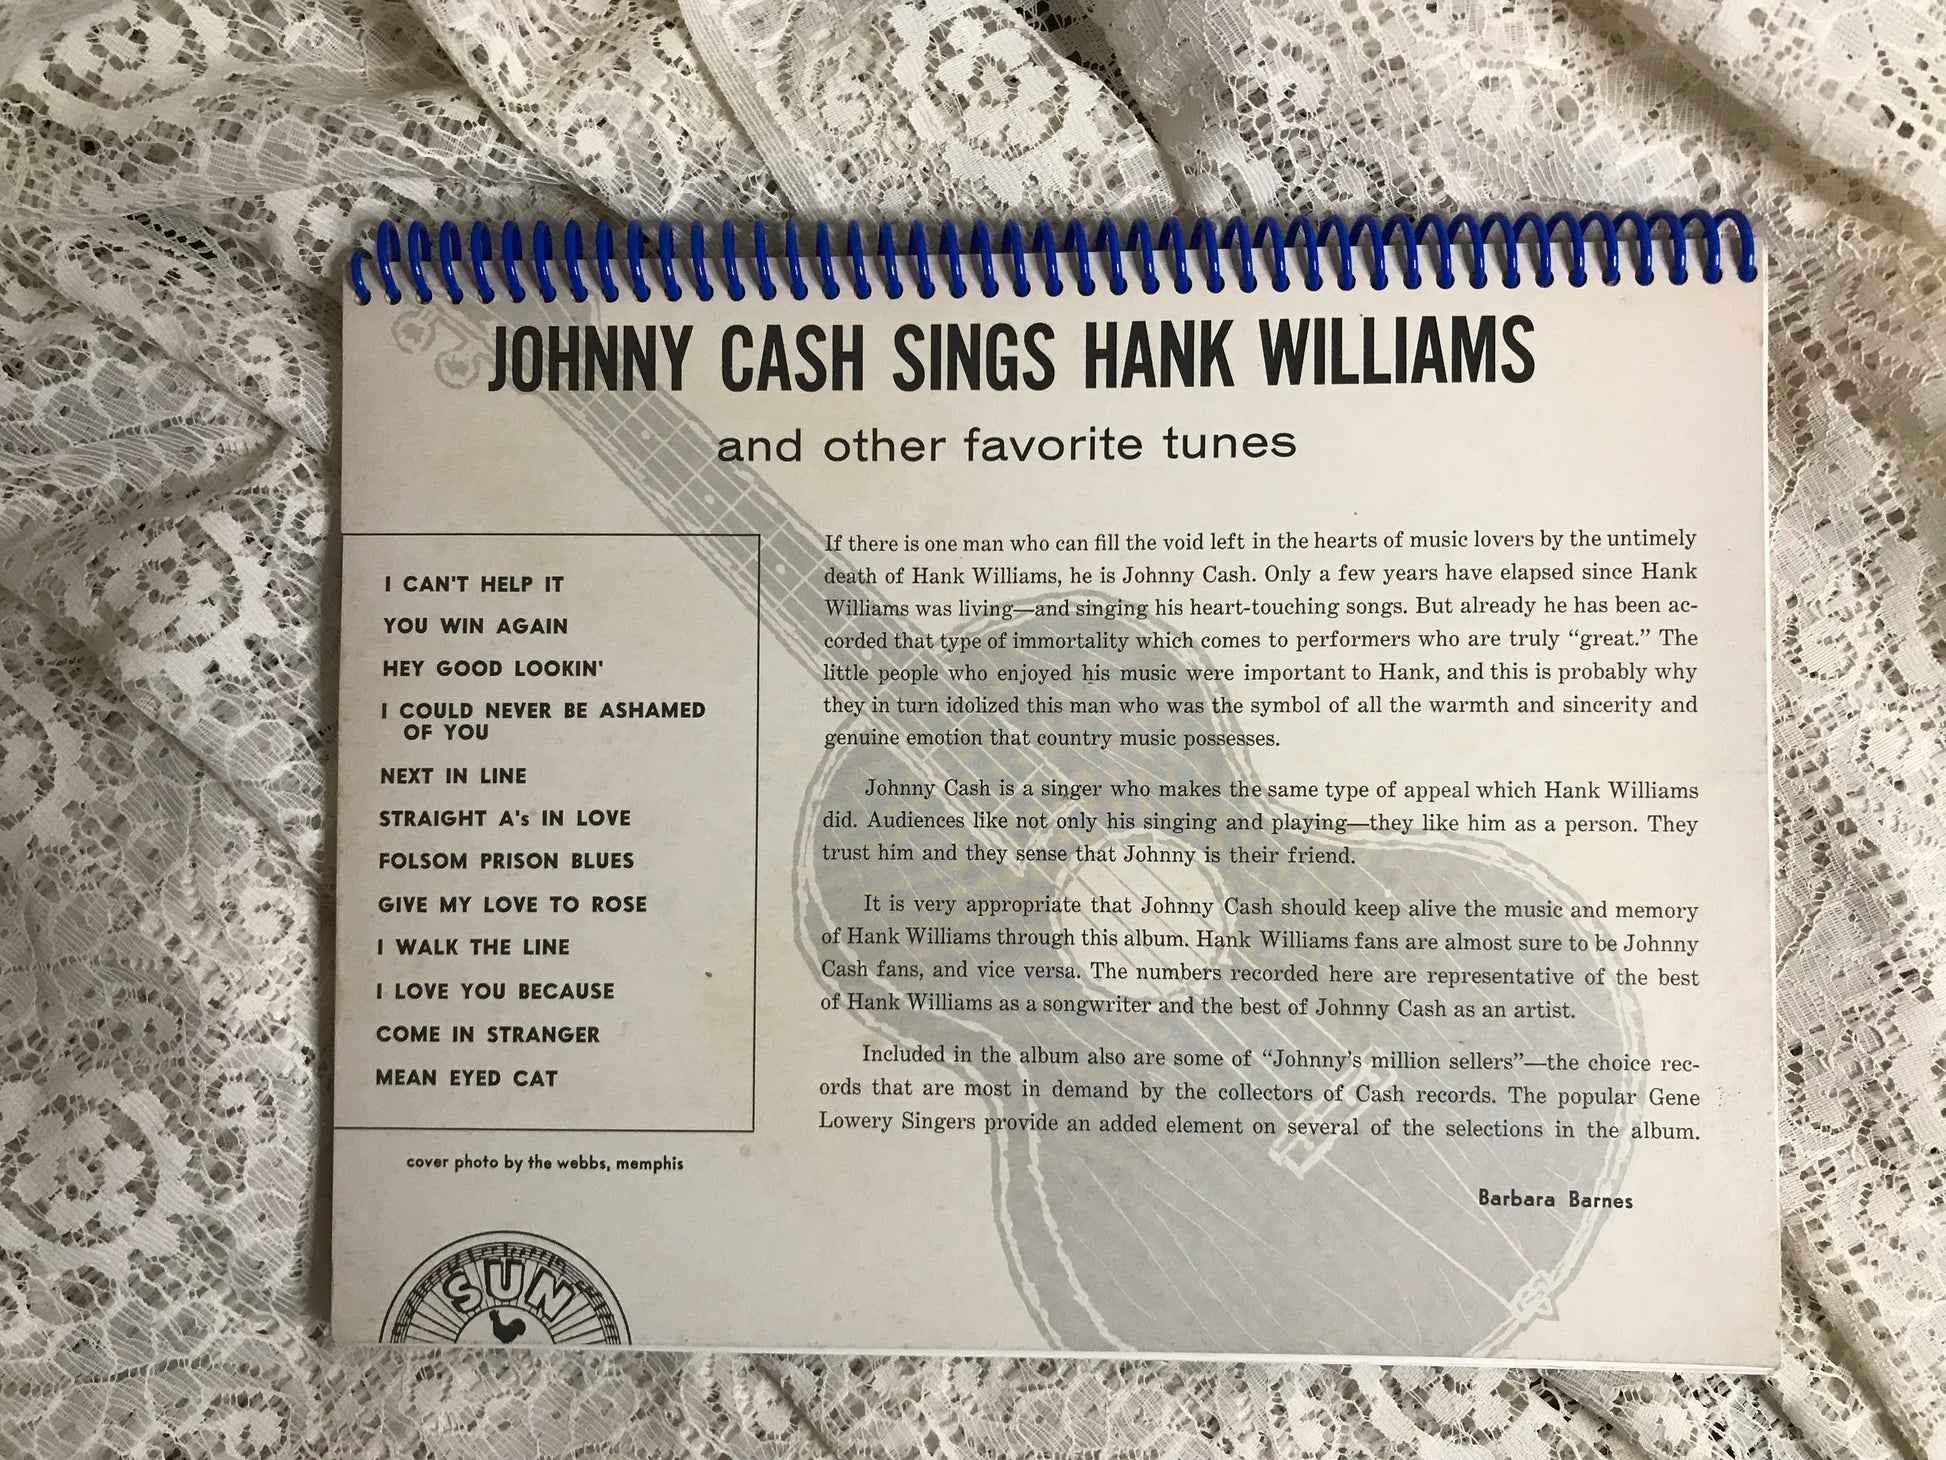 JOHNNY CASH SINGS HANK WILLIAMS
and other favorite tunes
I CAN'T HELP IT
YOU WIN AGAIN
HEY GOOD LOOKIN'
I COULD NEVER BE ASHAMED
OF YOU
NEXT IN LINE
STRAIGHT A's IN LOVE
FOLSOM PRISON BLUES
GIVE MY LOVE TO ROSE
I WALK THE LINE
I LOVE YOU BECAUSE
COME IN STRANGER
MEAN EYED CAT
cover photo by the webbs, memphis
SUN
If there is one man who can fill the void left in the hearts of music lovers by the untimely
death of Hank Williams, he is Johnny Cash. Only a few years have elapsed since Hank
Williams was living—and singing his heart-touching songs. But already he has been ac-
corded that type of immortality which comes to performers who are truly “great.” The
little people who enjoyed his music were important to Hank, and this is probably why
they in turn idolized this man who was the symbol of all the warmth and sincerity and
genuine emotion that country music possesses.
Johnny Cash is a singer who makes the same type of appeal which Hank Williams
did. Audiences like not only his singing and playing—they like him as a person. They
trust him and they sense that Johnny is their friend.
It is very appropriate that Johnny Cash should keep alive the music and memory
of Hank Williams through this album. Hank Williams fans are almost sure to be Johnny
Cash fans, and vice versa. The numbers recorded here are representative of the best
of Hank Williams as a songwriter and the best of Johnny Cash as an artist.
Included in the album also are some of “Johnny’s million sellers”—the choice rec-
ords that are most in demand by the collectors of Cash records. The popular Gene
Lowery Singers provide an added element on several of the selections in the album.
Barbara Barnes